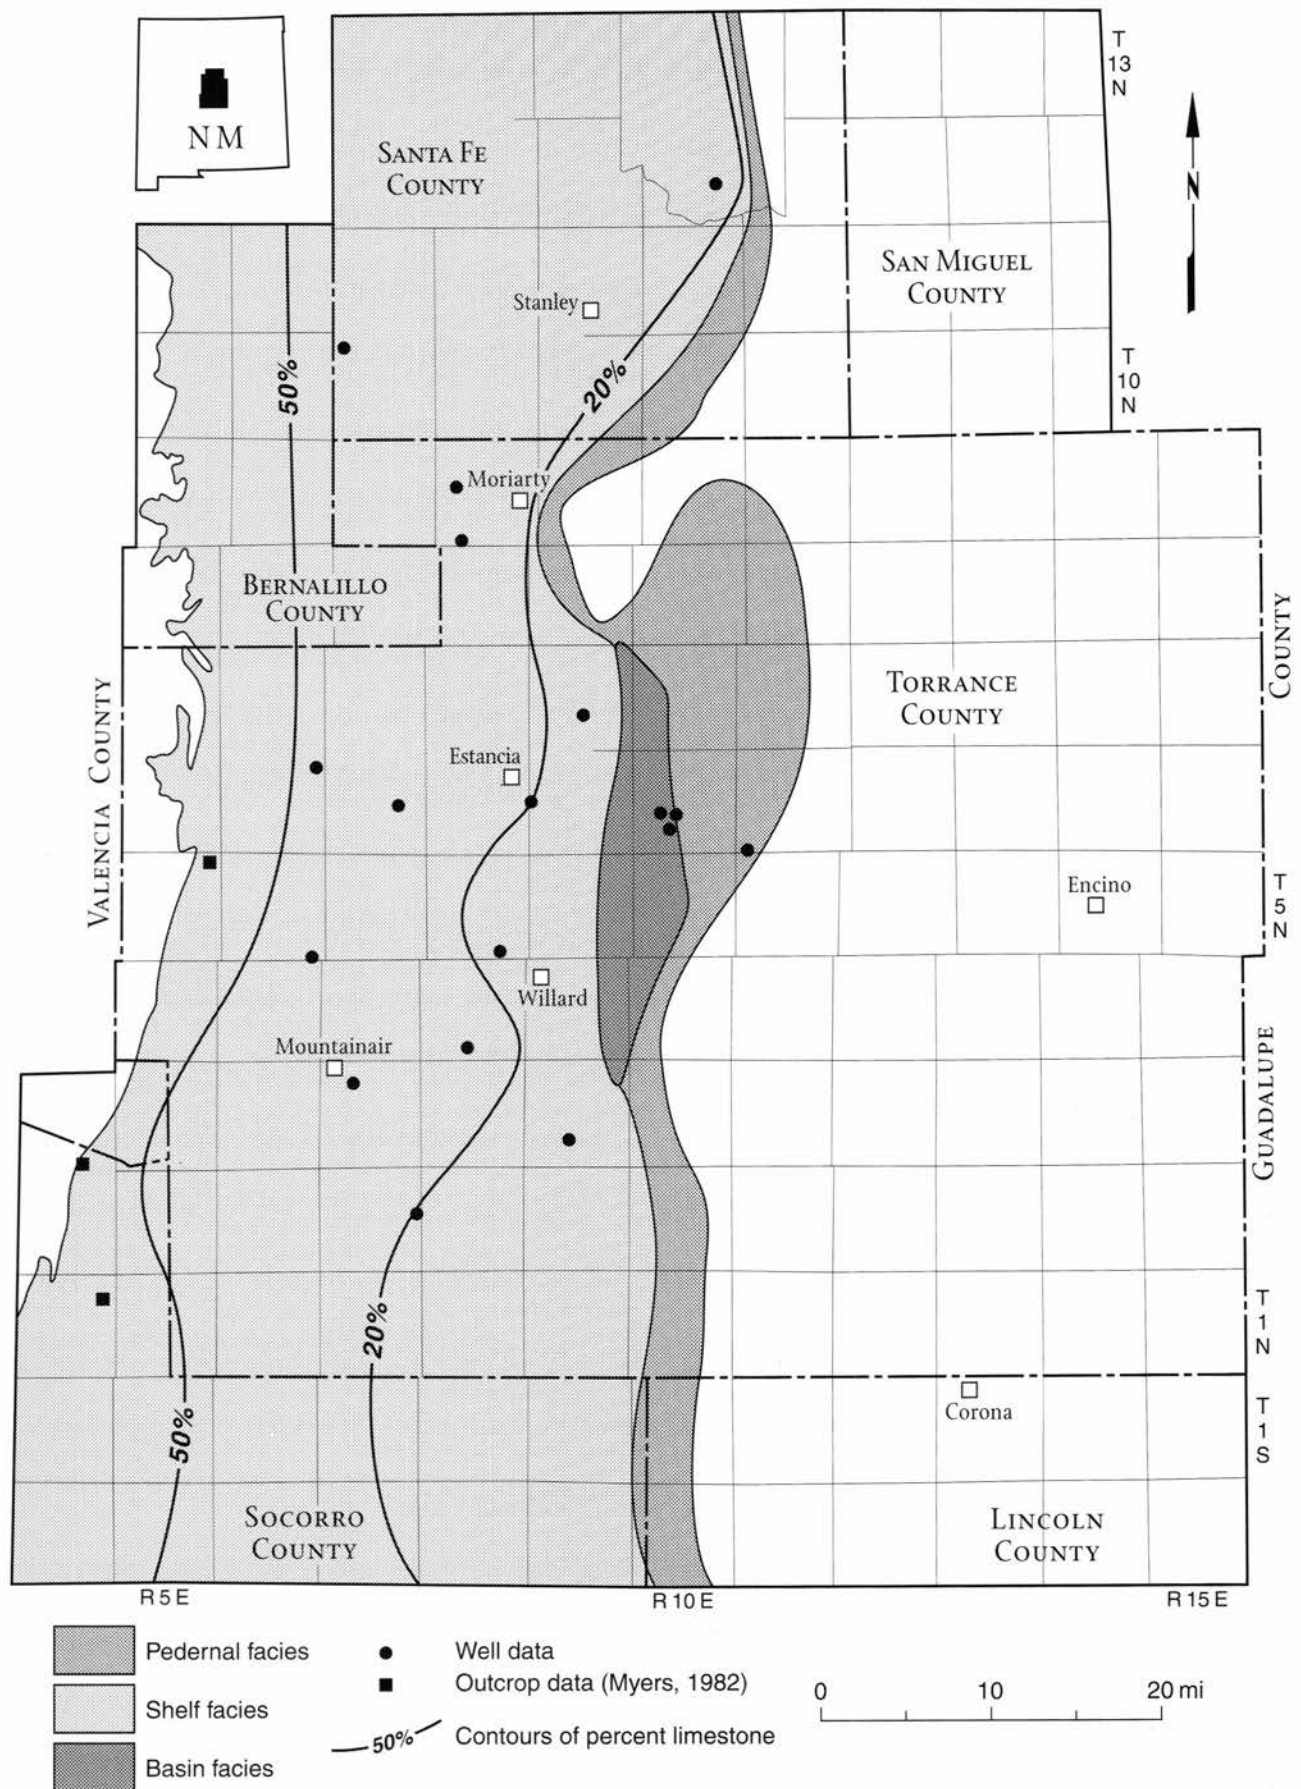 NM
N
T
13
N
SANTA FE
COUNTY
SAN MIGUEL
COUNTY
Stanley
T
10
N
50%
20%
Moriarty
BERNALILLO
COUNTY
VALENCIA COUNTY
TORRANCE
COUNTY
COUNTY
Estancia
Encino
T
5
N
Willard
Mountainair
GUADALUPE
20%
T
1
N
50%
Corona
T
1
S
SOCORRO
COUNTY
LINCOLN
COUNTY
R 5 E
R 10 E
R 15 E
Pedernal facies
Shelf facies
Basin facies
Well data
Outcrop data (Myers, 1982)
50%
Contours of percent limestone
0
10
20 mi